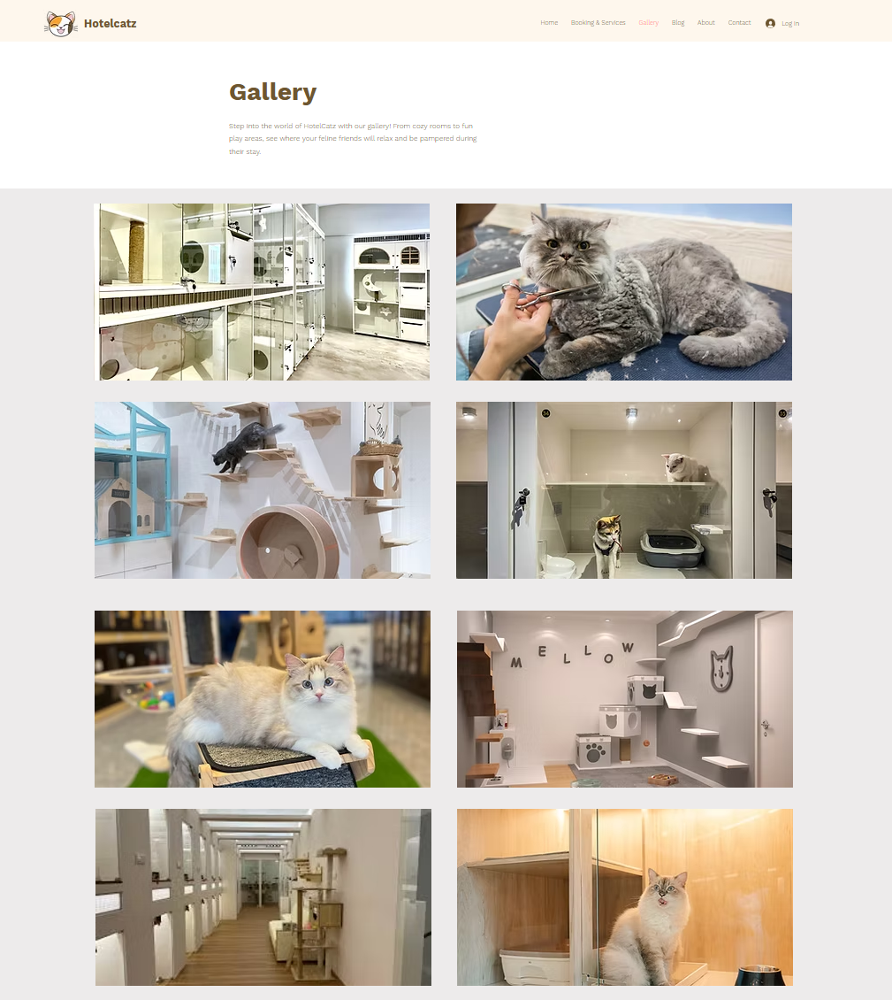 Hotelcatz
Home Booking & Services Gallery Blog About Contact Log In
Gallery
Step into the world of HotelCatz with our gallery! From cozy rooms to fun
play areas, see where your feline friends will relax and be pampered during
their stay.
34
35
MELLOW